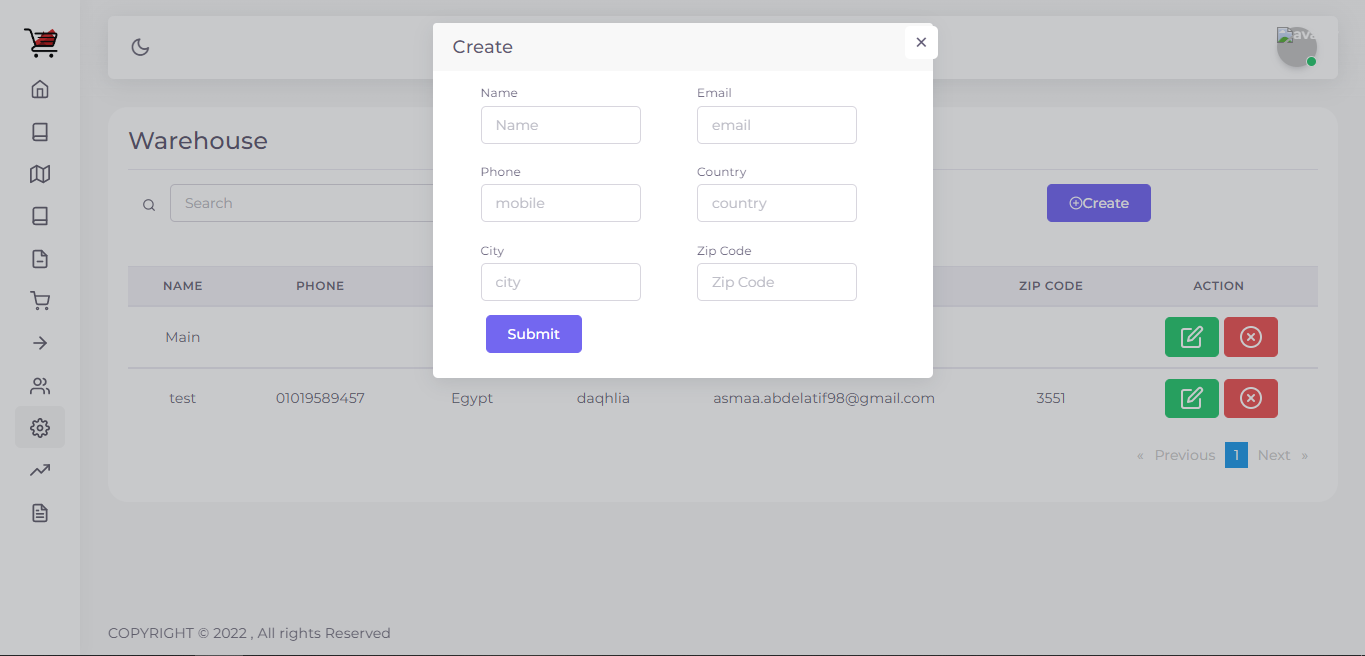 ava
Create
Warehouse
Name
Email
Name
email
Phone
Country
mobile
country
City
Zip Code
city
Zip Code
Submit
Search
Create
NAME PHONE ZIP CODE ACTION
Main
test 01019589457 Egypt daqhlia asmaa.abdelatif98@gmail.com 3551
« Previous 1 Next »
COPYRIGHT © 2022 , All rights Reserved